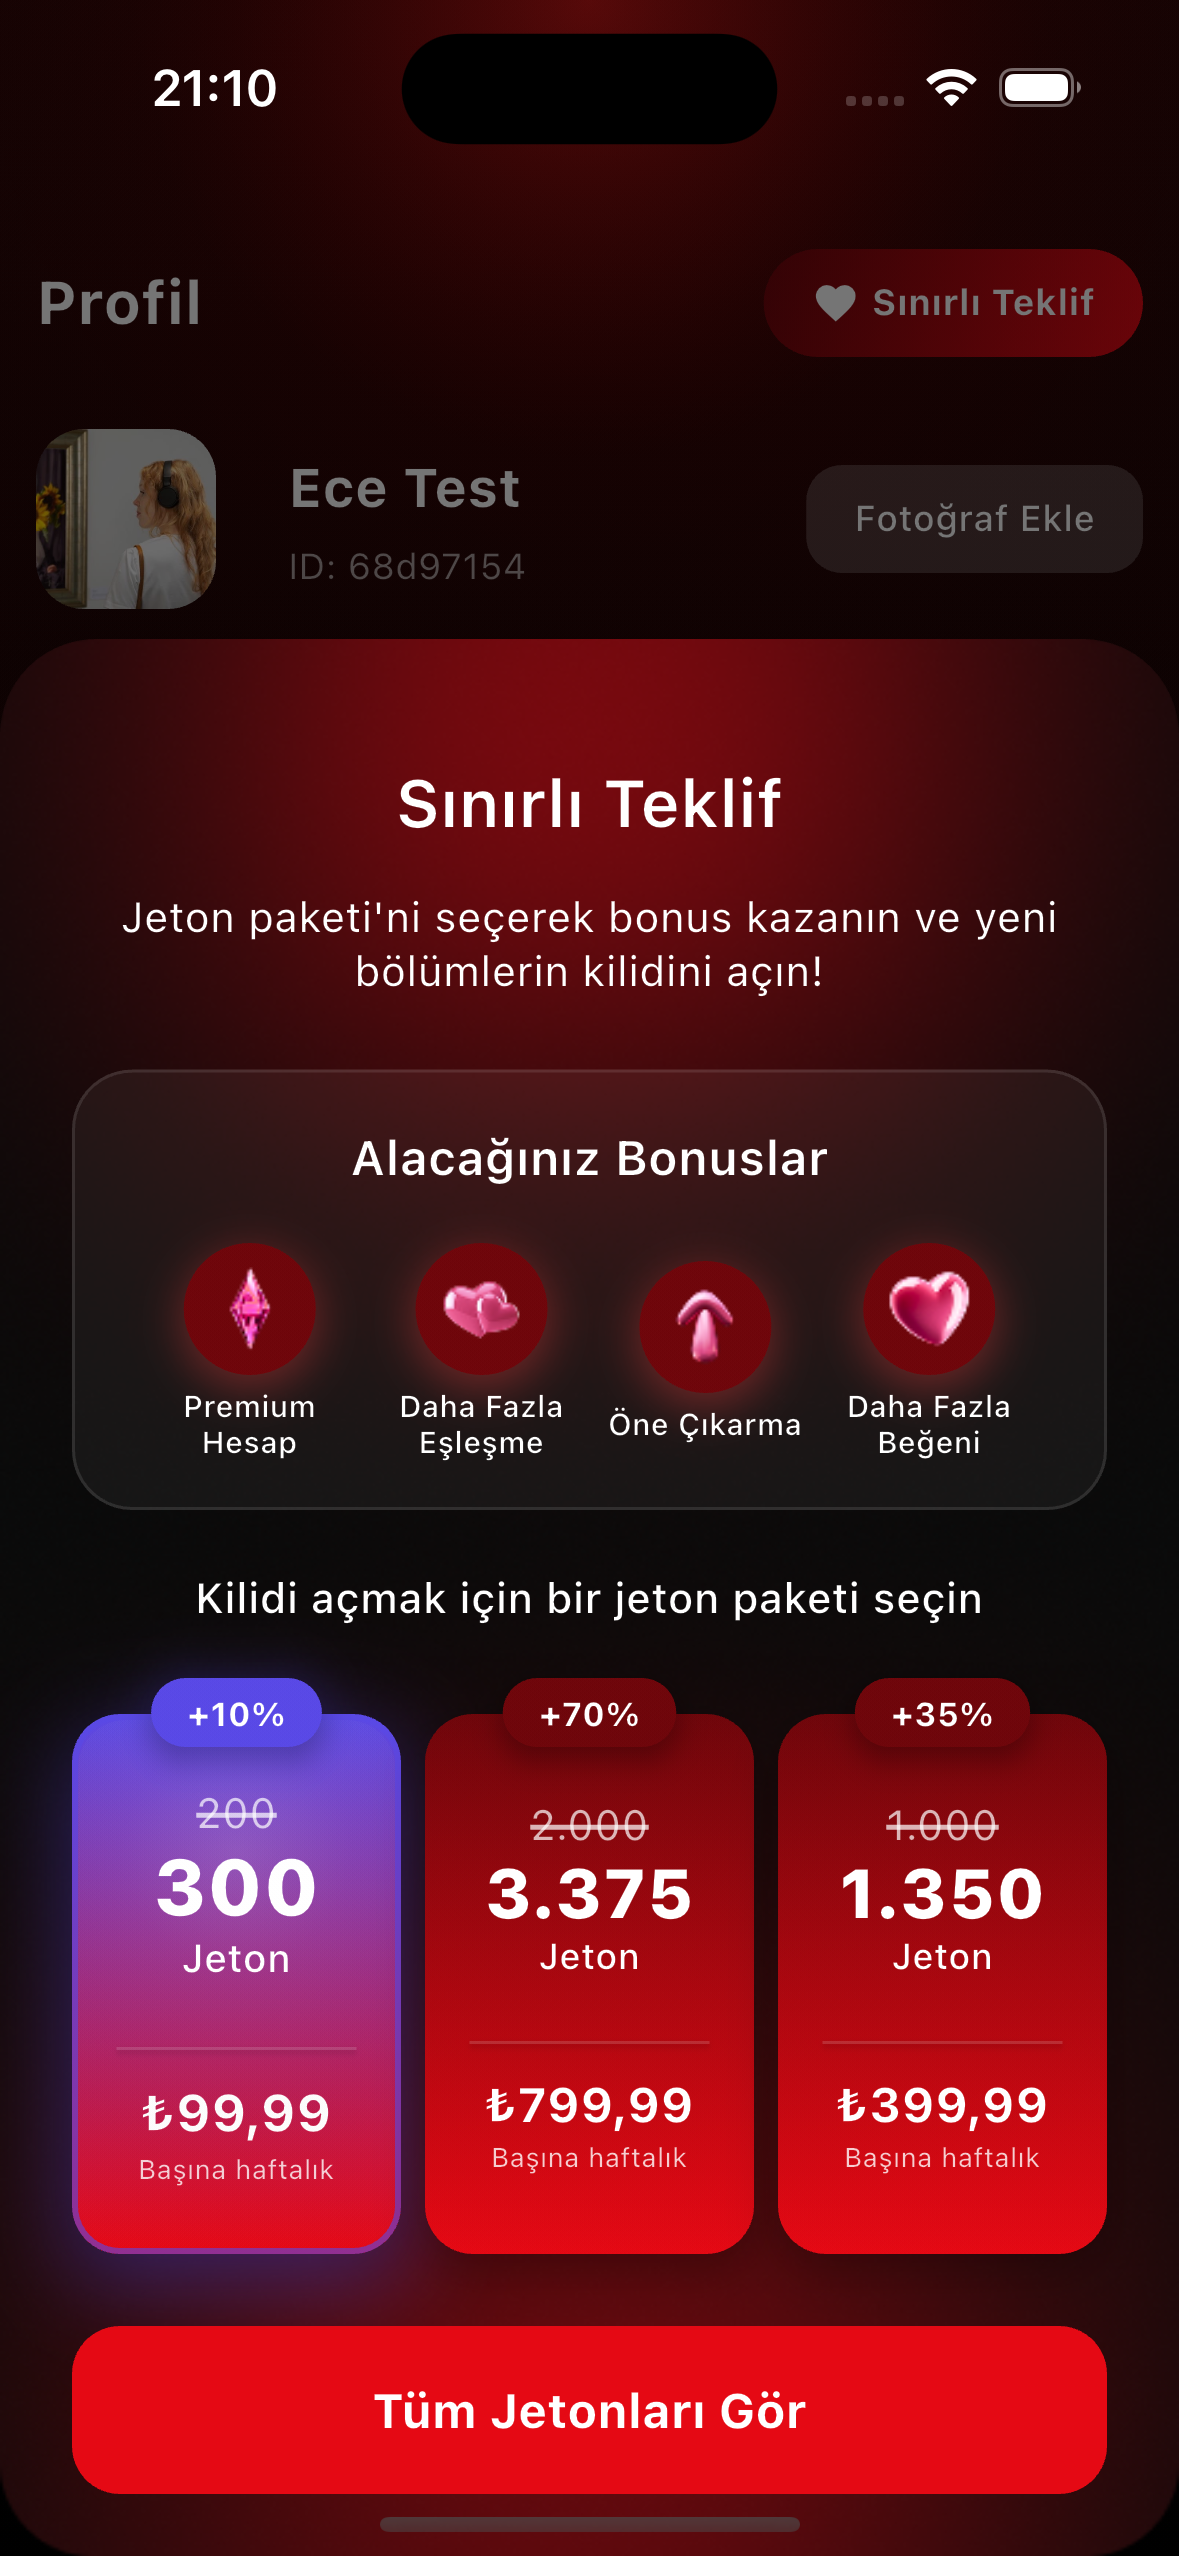 21:10
Profil
Sınırlı Teklif
Ece Test
ID: 68d97154
Fotoğraf Ekle
Sınırlı Teklif
Jeton paketi'ni seçerek bonus kazanın ve yeni
bölümlerin kilidini açın!
Alacağınız Bonuslar
Premium
Hesap
Daha Fazla
Eşleşme
Öne Çıkarma
Daha Fazla
Beğeni
Kilidi açmak için bir jeton paketi seçin
+10%
200
300
Jeton
₺99,99
Başına haftalık
+70%
2.000
3.375
Jeton
₺799,99
Başına haftalık
+35%
1.000
1.350
Jeton
₺399,99
Başına haftalık
Tüm Jetonları Gör